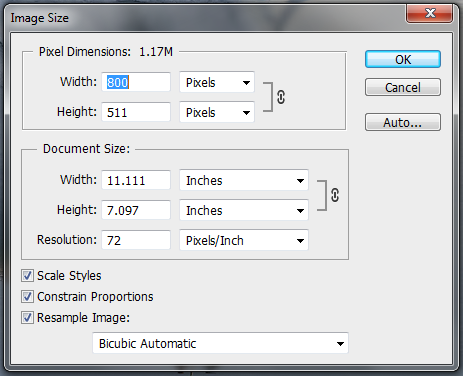 Image Size
Pixel Dimensions: 1.17M
Width: 800 Pixels
Height: 511 Pixels
OK
Cancel
Auto...
Document Size:
Width: 11.111 Inches
Height: 7.097 Inches
Resolution: 72 Pixels/Inch
Scale Styles
Constrain Proportions
Resample Image:
Bicubic Automatic